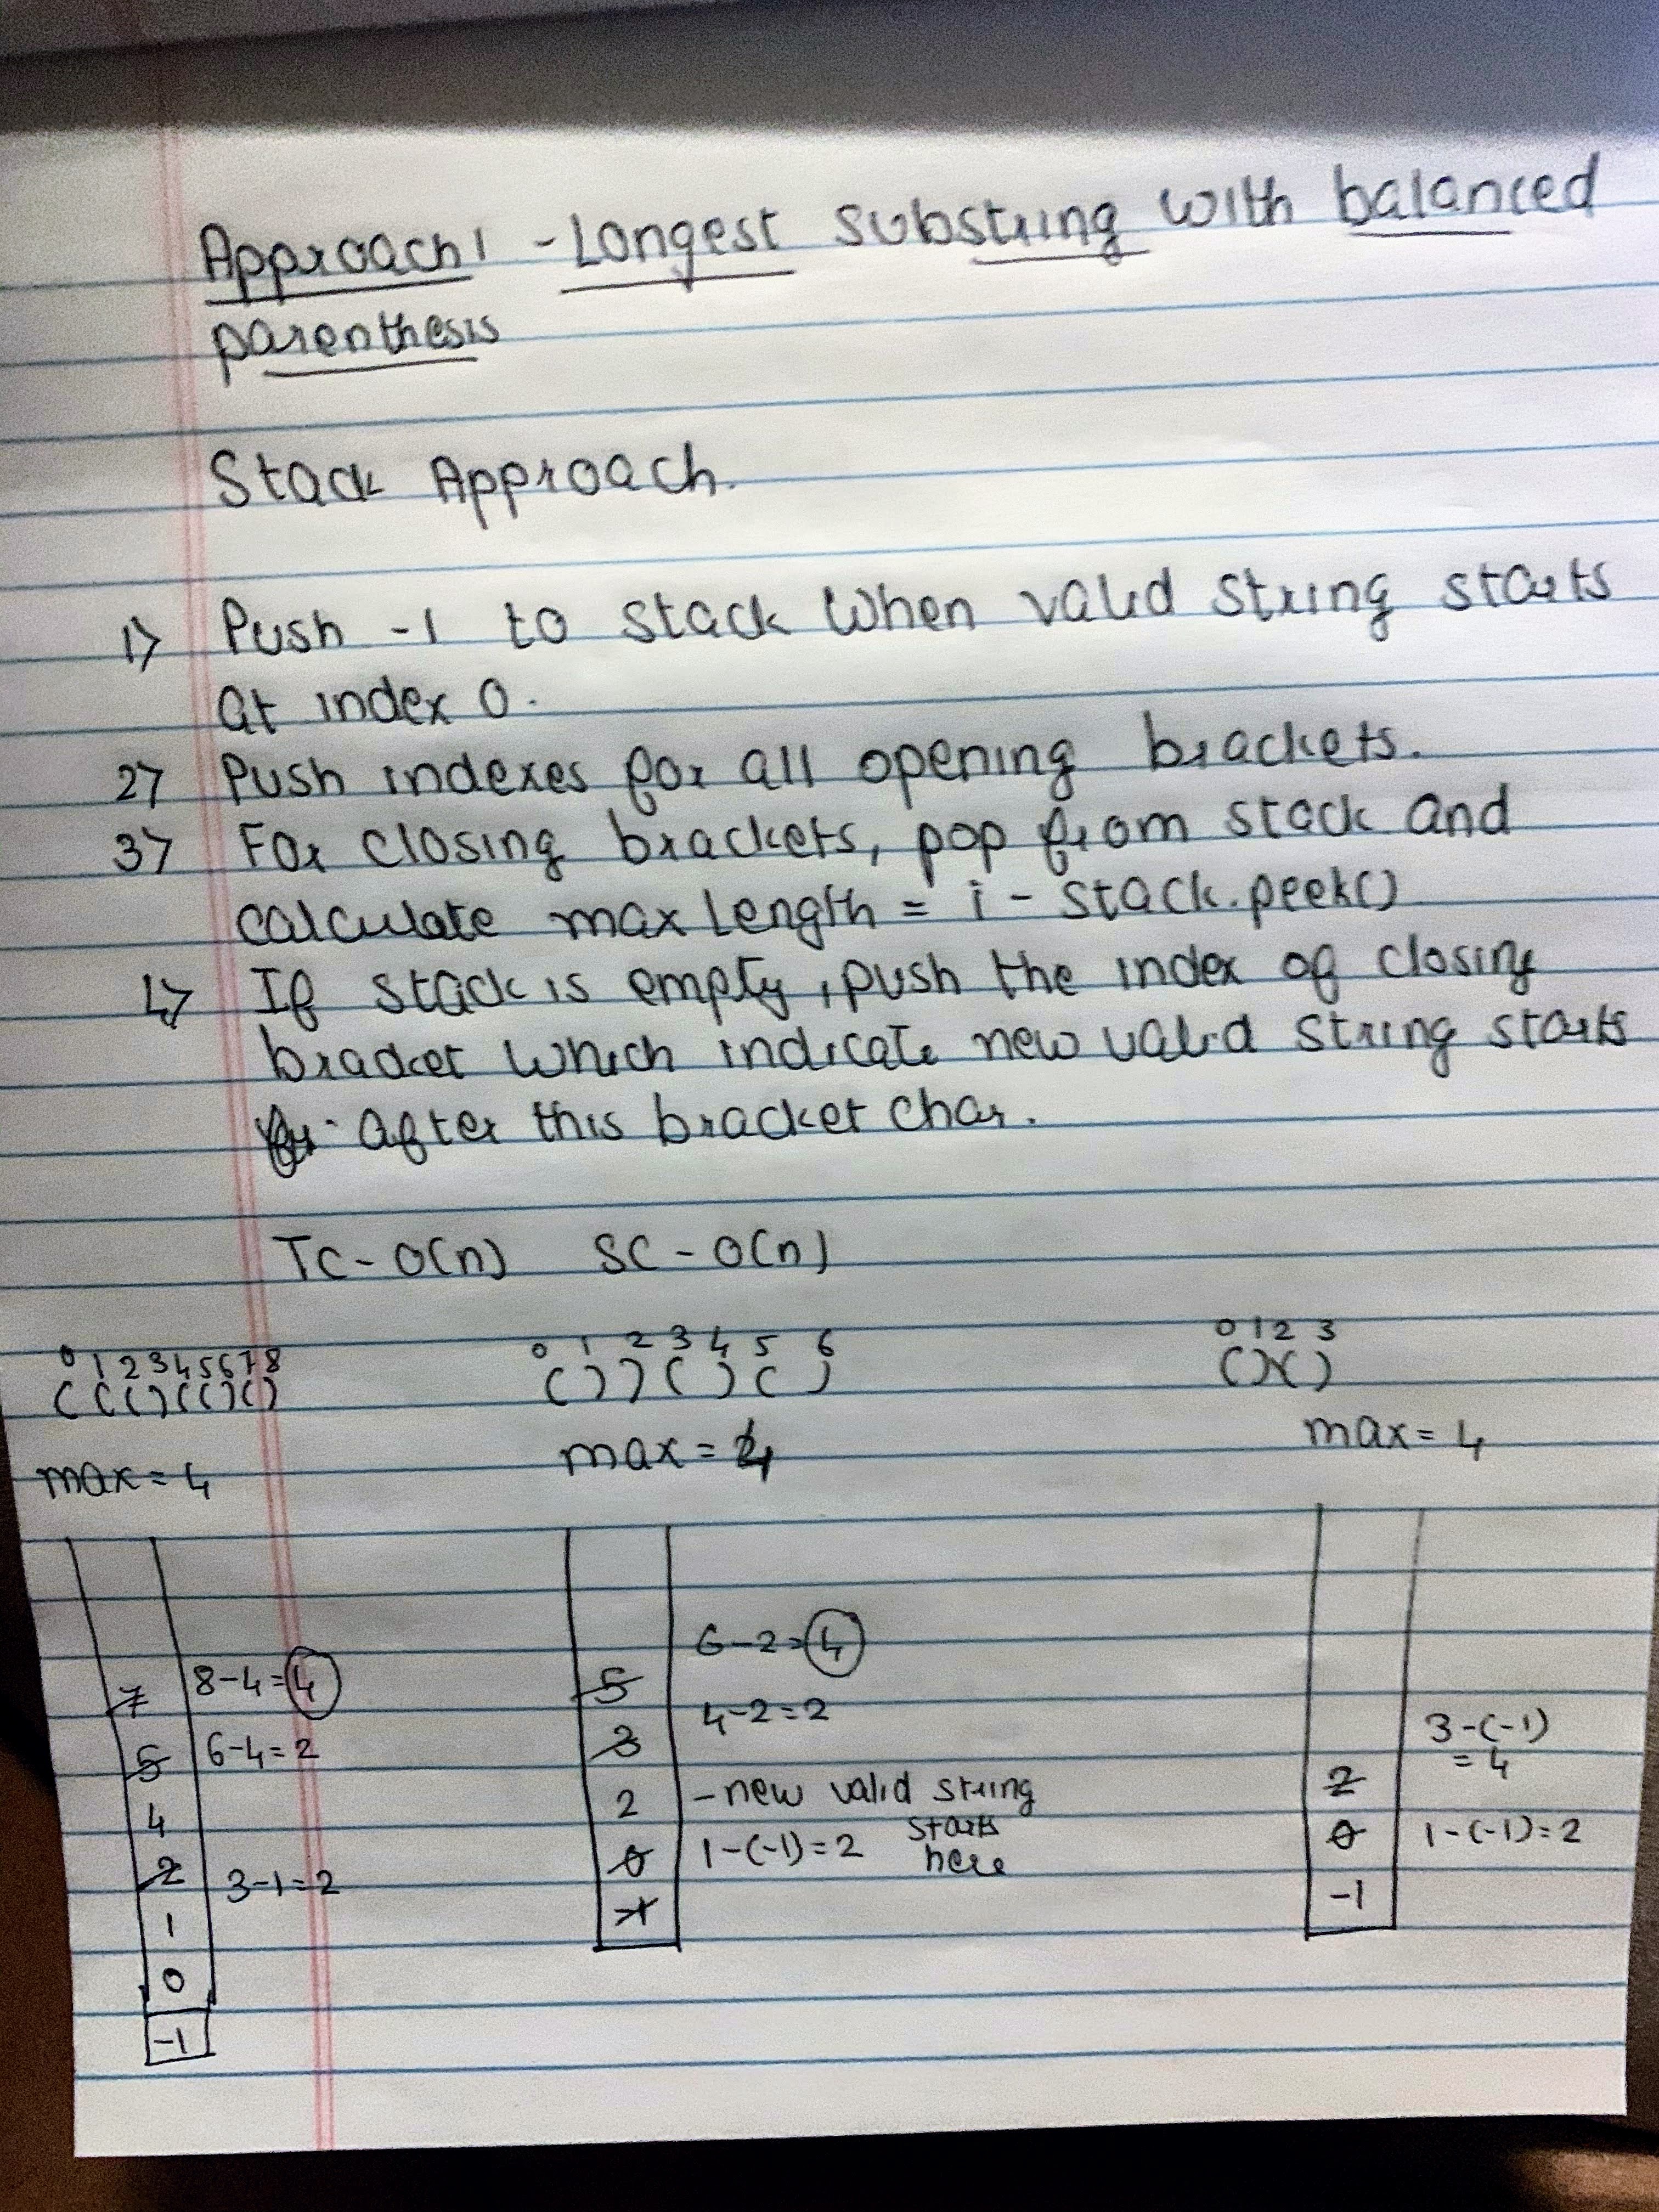 Approach 1 - Longest substring with balanced
parenthesis
Stack Approach.
1> Push -1 to stack when valid string starts
at index 0.
2> Push indexes for all opening brackets.
3> For closing brackets, pop from stack and
calculate max length = i - stack.peek()
4> If stack is empty, push the index of closing
bracket which indicate new valid string starts
after this bracket char.
TC - O(n) SC - O(n)
0 1 2 3 4 5 6 7 8
( ( ( ) ( ( ) ( )
max = 4
7 8-4=4
5 6-4=2
4
2 3-1=2
1
0
-1
0 1 2 3 4 5 6
( ) ) ( ) ( )
max = 4
6-2=4
5
4-2=2
3
2 - new valid string
starts
here
0 1-(-1)=2
-1
0 1 2 3
( ) ( )
max = 4
3-(-1)
= 4
2
0 1-(-1)=2
-1